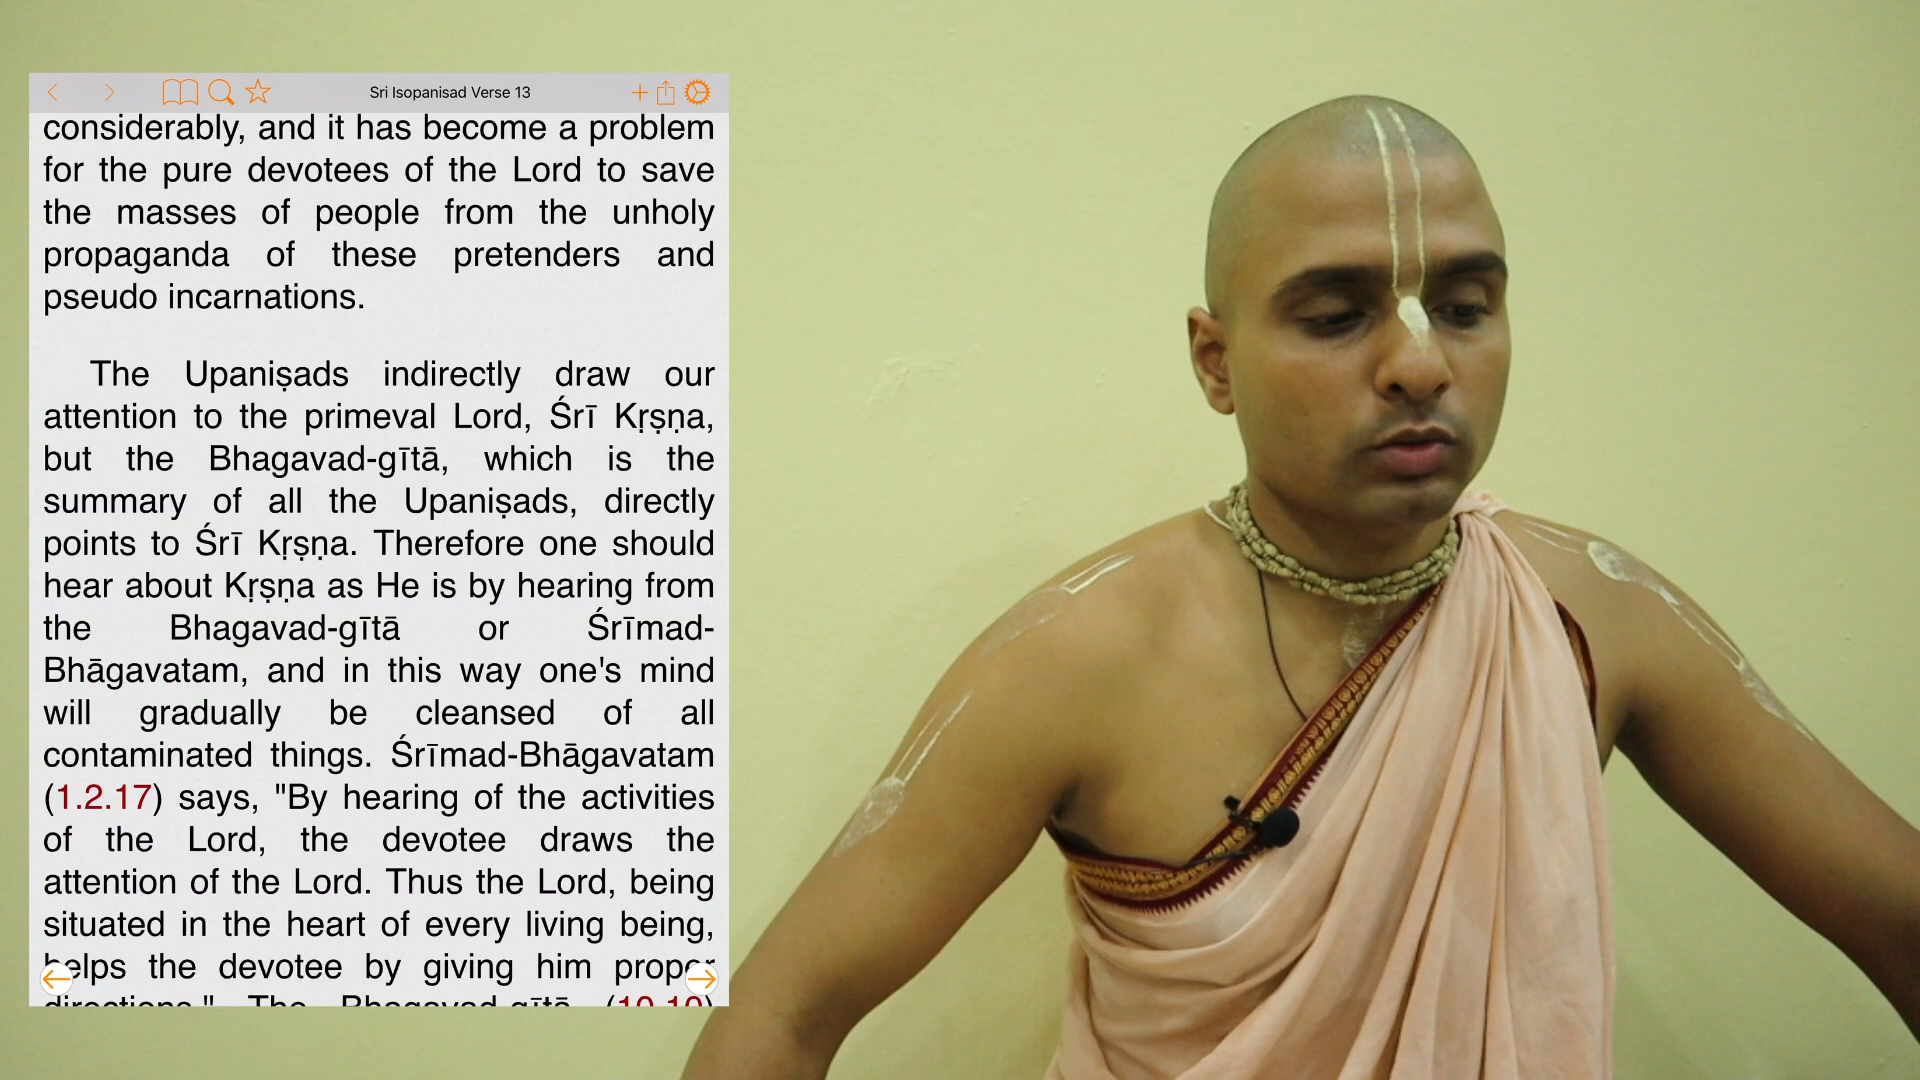 Sri Isopanisad Verse 13
considerably, and it has become a problem
for the pure devotees of the Lord to save
the masses of people from the unholy
propaganda of these pretenders and
pseudo incarnations.
The Upaniṣads indirectly draw our
attention to the primeval Lord, Śrī Kṛṣṇa,
but the Bhagavad-gītā, which is the
summary of all the Upaniṣads, directly
points to Śrī Kṛṣṇa. Therefore one should
hear about Kṛṣṇa as He is by hearing from
the Bhagavad-gītā or Śrīmad-
Bhāgavatam, and in this way one's mind
will gradually be cleansed of all
contaminated things. Śrīmad-Bhāgavatam
(1.2.17) says, "By hearing of the activities
of the Lord, the devotee draws the
attention of the Lord. Thus the Lord, being
situated in the heart of every living being,
helps the devotee by giving him proper
directions." The Bhagavad-gītā (10.10)